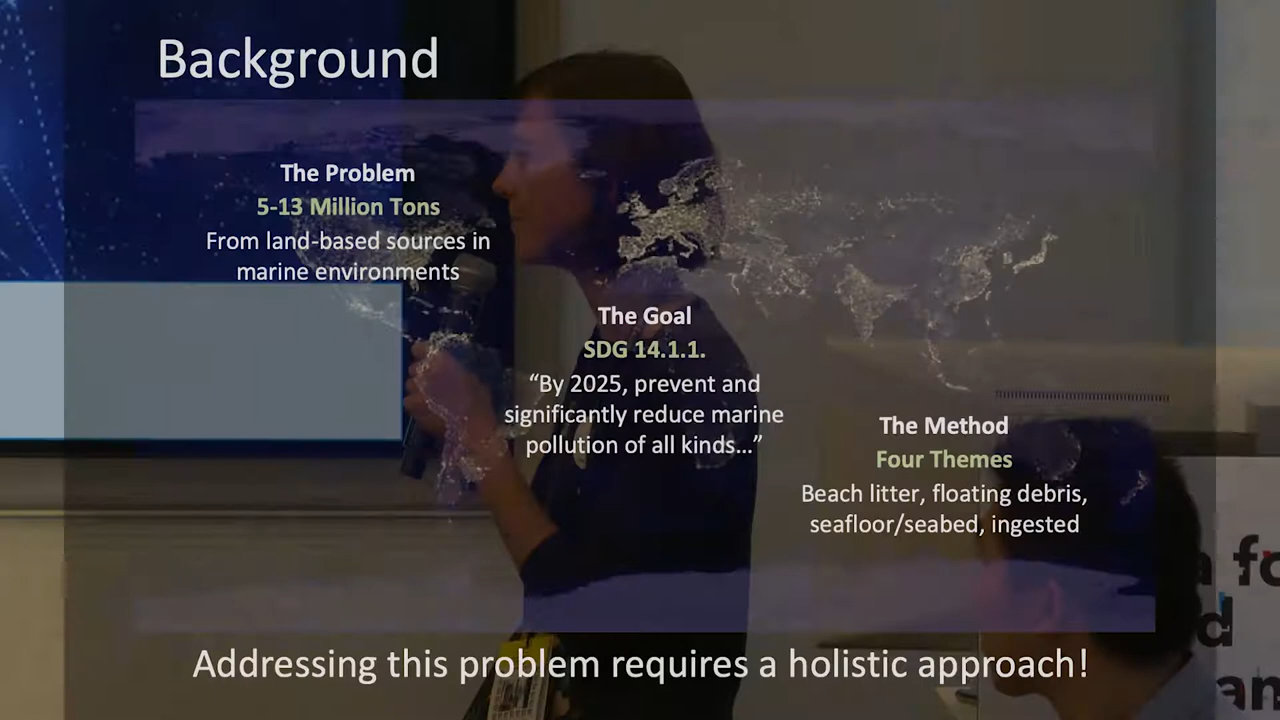 Background
The Problem
5-13 Million Tons
From land-based sources in
marine environments
The Goal
SDG 14.1.1.
“By 2025, prevent and
significantly reduce marine
pollution of all kinds…”
The Method
Four Themes
Beach litter, floating debris,
seafloor/seabed, ingested
Addressing this problem requires a holistic approach!